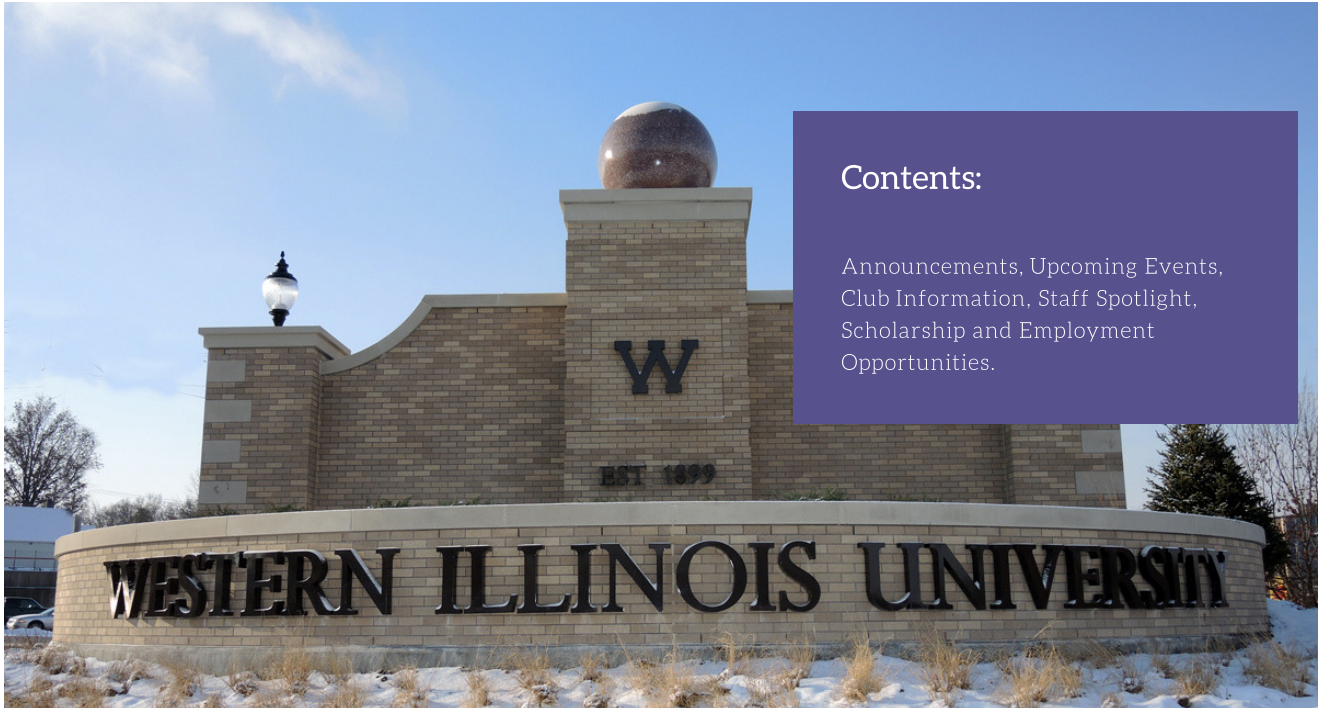 Contents:
Announcements, Upcoming Events,
Club Information, Staff Spotlight,
Scholarship and Employment
Opportunities.
W
EST 1899
WESTERN ILLINOIS UNIVERSITY